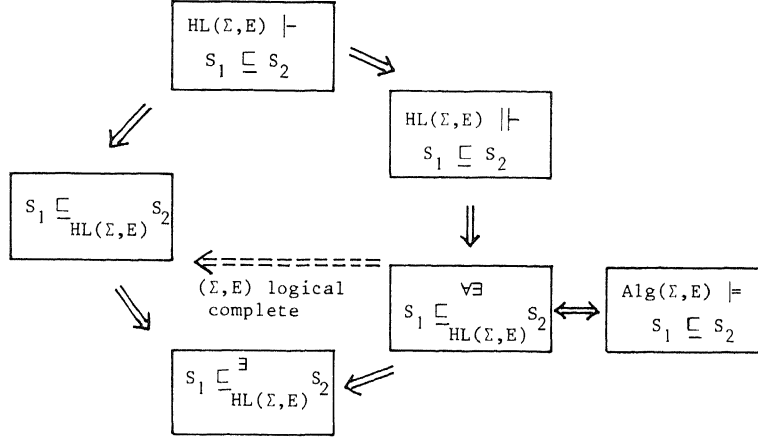 HL(Σ,E) |-
S₁ ⊑ S₂
HL(Σ,E) ||-
S₁ ⊑ S₂
S₁ ⊑HL(Σ,E) S₂
(Σ,E) logical
complete
∀∃
S₁ ⊑HL(Σ,E) S₂
Alg(Σ,E) |=
S₁ ⊑ S₂
∃
S₁ ⊑HL(Σ,E) S₂